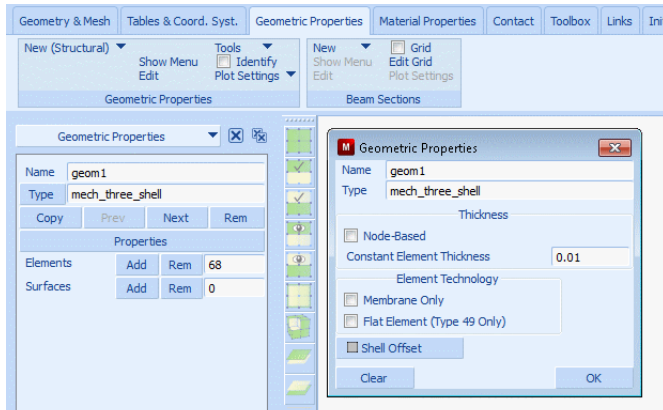 Geometry & Mesh Tables & Coord. Syst. Geometric Properties Material Properties Contact Toolbox Links Ini
New (Structural) Tools New Grid
Show Menu Identify Show Menu Edit Grid
Edit Plot Settings Edit Plot Settings
Geometric Properties Beam Sections
Geometric Properties
Name geom1
Type mech_three_shell
Copy Prev Next Rem
Properties
Elements Add Rem 68
Surfaces Add Rem 0
M Geometric Properties
Name geom1
Type mech_three_shell
Thickness
Node-Based
Constant Element Thickness 0.01
Element Technology
Membrane Only
Flat Element (Type 49 Only)
Shell Offset
Clear OK